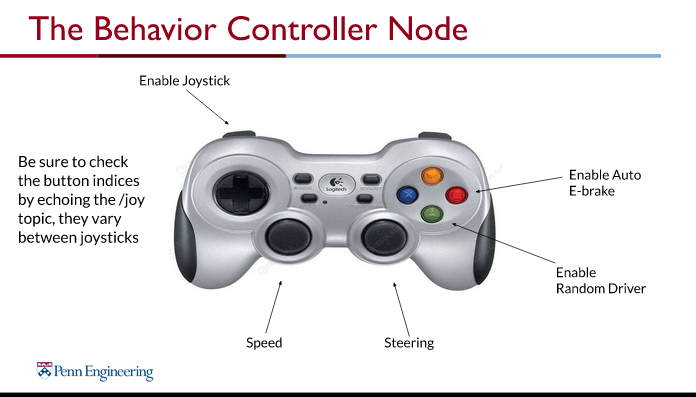 The Behavior Controller Node
Enable Joystick
Be sure to check
the button indices
by echoing the /joy
topic, they vary
between joysticks
Logitech
Enable Auto
E-brake
Enable
Random Driver
Speed
Steering
Penn Engineering